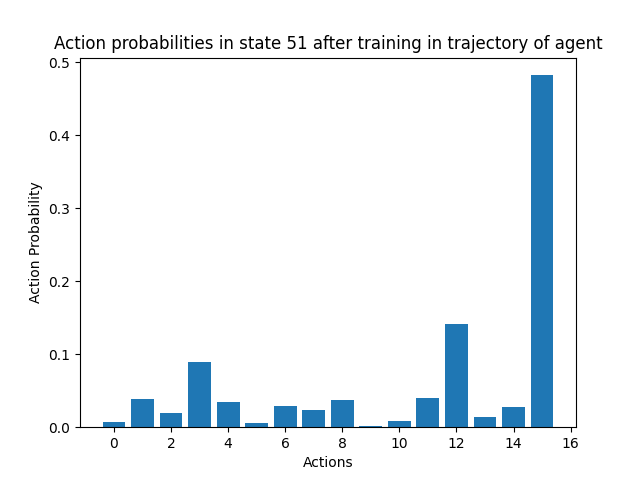 Action probabilities in state 51 after training in trajectory of agent
0.5
0.4
0.3
0.2
0.1
0.0
Action Probability
0 2 4 6 8 10 12 14 16
Actions